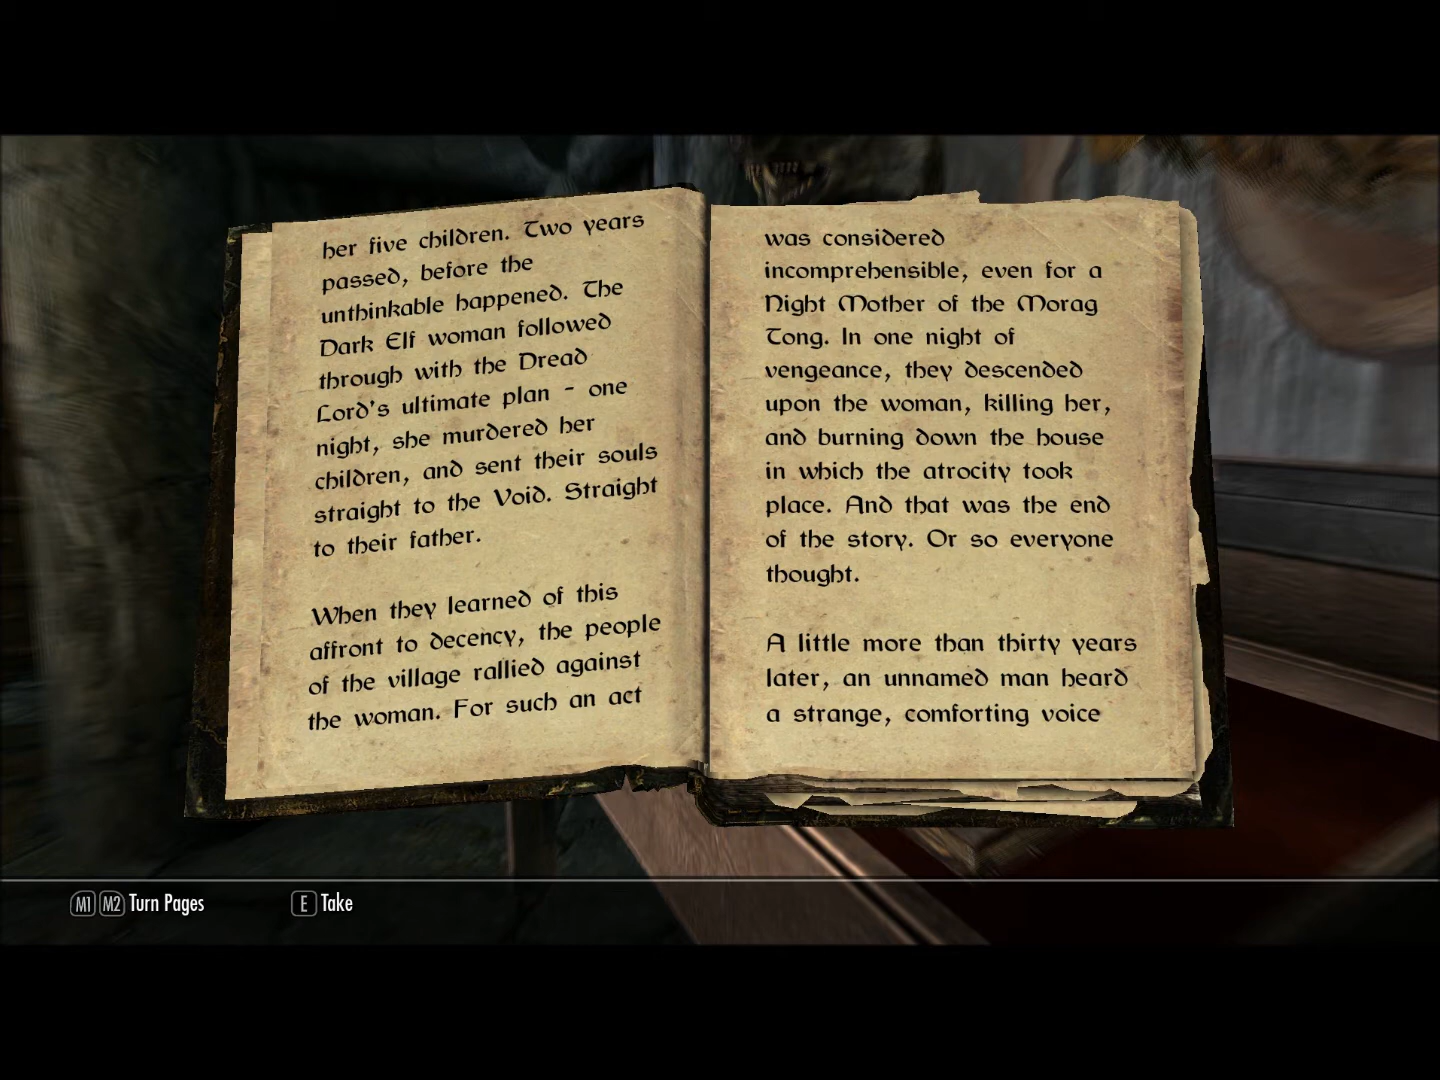 her five children. Two years
passed, before the
unthinkable happened. The
Dark Elf woman followed
through with the Dread
Lord's ultimate plan - one
night, she murdered her
children, and sent their souls
straight to the Void. Straight
to their father.
When they learned of this
affront to decency, the people
of the village rallied against
the woman. For such an act
was considered
incomprehensible, even for a
Night Mother of the Morag
Tong. In one night of
vengeance, they descended
upon the woman, killing her,
and burning down the house
in which the atrocity took
place. And that was the end
of the story. Or so everyone
thought.
A little more than thirty years
later, an unnamed man heard
a strange, comforting voice
M1 M2 Turn Pages
E Take